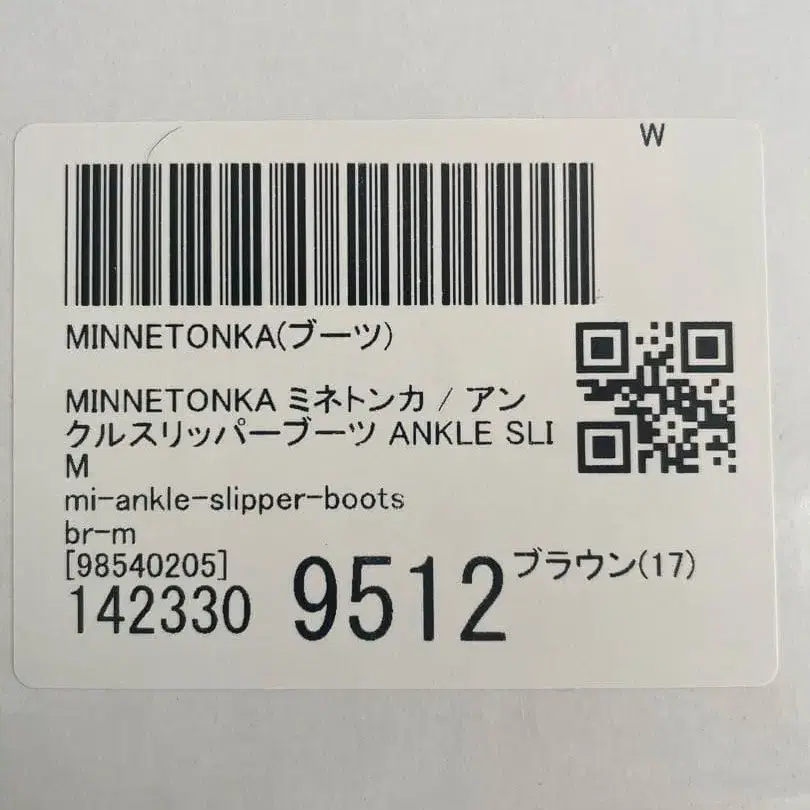 W
MINNETONKA(ブーツ)
MINNETONKA ミネトンカ / アン
クルスリッパーブーツ ANKLE SLI
M
mi-ankle-slipper-boots
br-m
[98540205]
142330 9512 ブラウン(17)